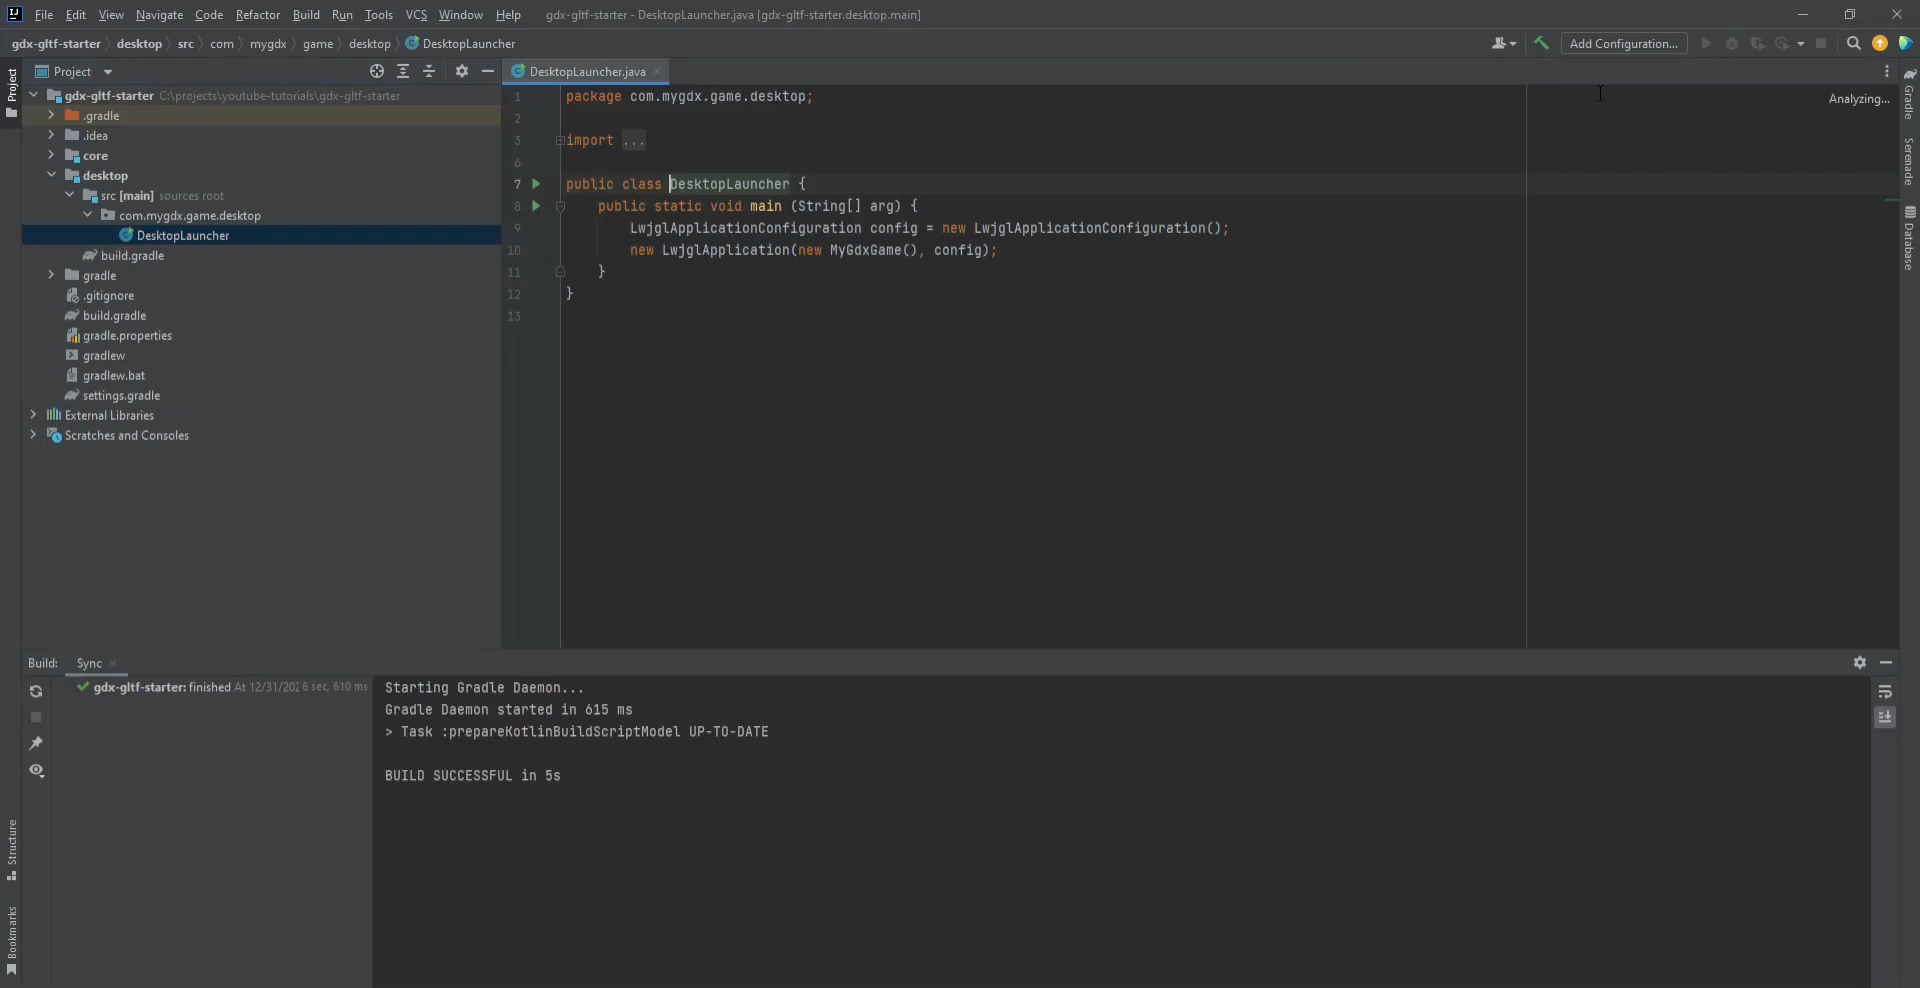 File Edit View Navigate Code Refactor Build Run Tools VCS Window Help gdx-gltf-starter - DesktopLauncher.java [gdx-gltf-starter.desktop.main]
gdx-gltf-starter desktop src com mygdx game desktop DesktopLauncher Add Configuration...
Project
Project
DesktopLauncher.java
gdx-gltf-starter C:\projects\youtube-tutorials\gdx-gltf-starter
.gradle
.idea
core
desktop
src [main] sources root
com.mygdx.game.desktop
DesktopLauncher
build.gradle
gradle
.gitignore
build.gradle
gradle.properties
gradlew
gradlew.bat
settings.gradle
External Libraries
Scratches and Consoles
1 package com.mygdx.game.desktop;
2
3 import ...
6
7 public class DesktopLauncher {
8 public static void main (String[] arg) {
9 LwjglApplicationConfiguration config = new LwjglApplicationConfiguration();
10 new LwjglApplication(new MyGdxGame(), config);
11 }
12 }
13
Analyzing...
Gradle
Serenade
Database
Build: Sync
gdx-gltf-starter: finished At 12/31/202 6 sec, 610 ms
Starting Gradle Daemon...
Gradle Daemon started in 615 ms
> Task :prepareKotlinBuildScriptModel UP-TO-DATE
BUILD SUCCESSFUL in 5s
Structure
Bookmarks